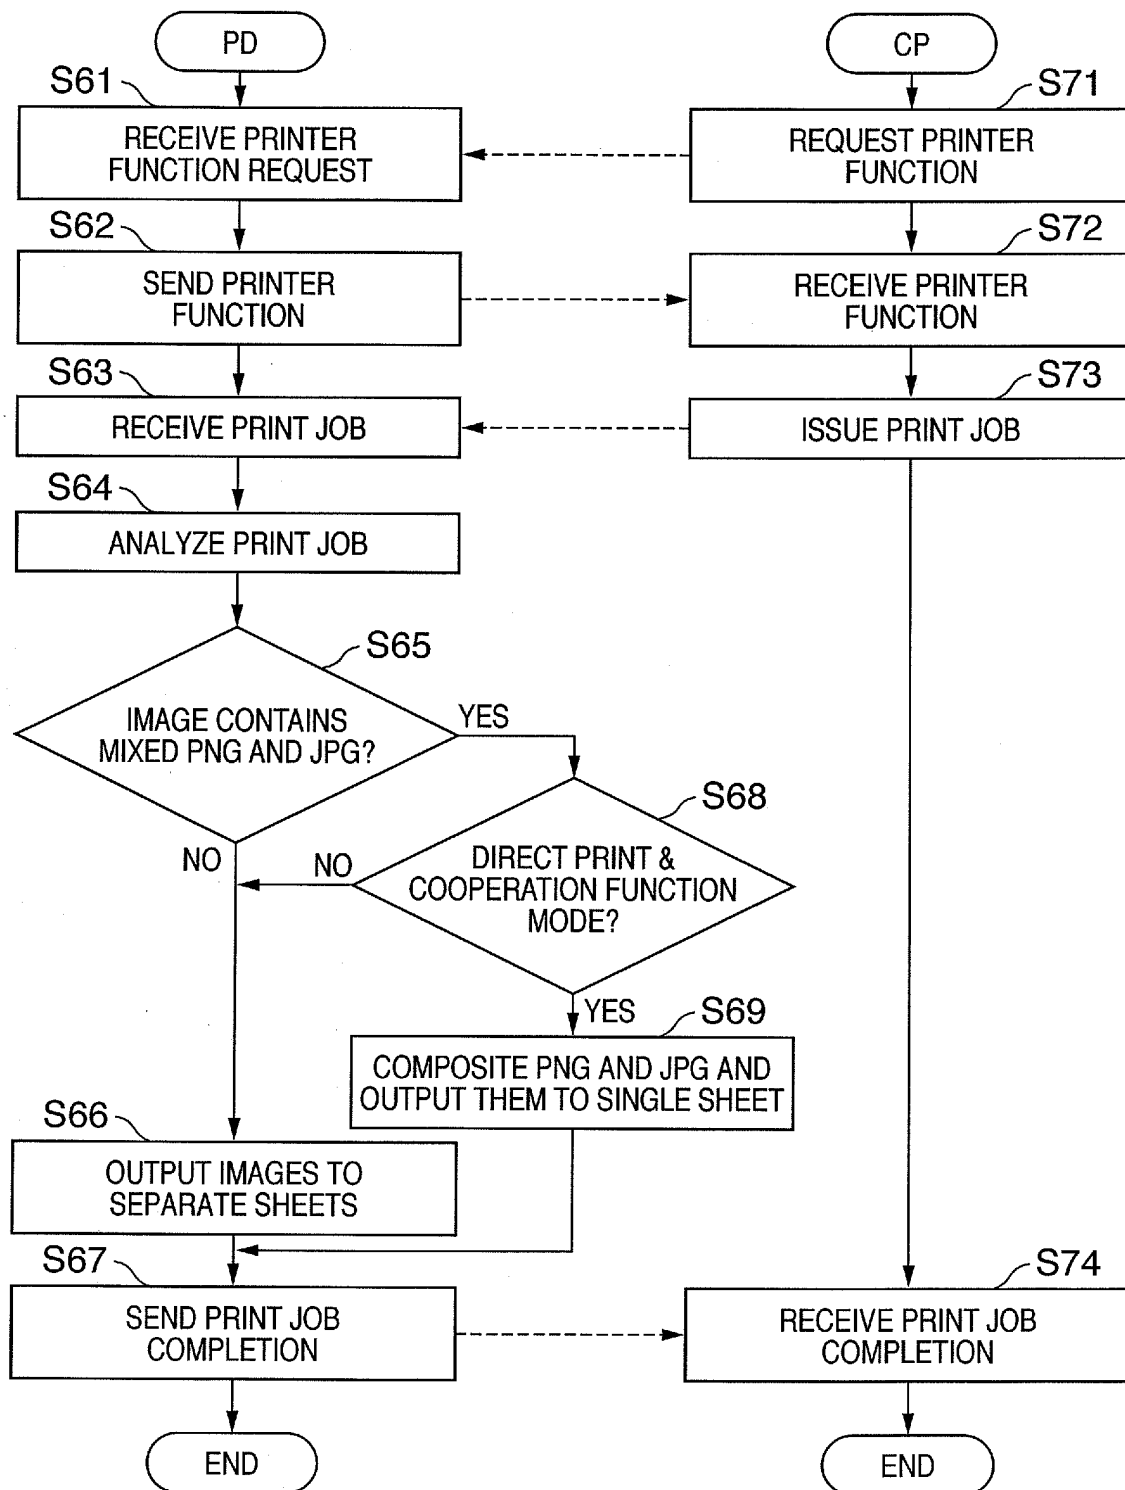 PD
CP
S61
S71
RECEIVE PRINTER
FUNCTION REQUEST
REQUEST PRINTER
FUNCTION
S62
S72
SEND PRINTER
FUNCTION
RECEIVE PRINTER
FUNCTION
S63
S73
RECEIVE PRINT JOB
ISSUE PRINT JOB
S64
ANALYZE PRINT JOB
S65
IMAGE CONTAINS
MIXED PNG AND JPG?
YES
NO
S68
DIRECT PRINT &
COOPERATION FUNCTION
MODE?
NO
YES
S69
COMPOSITE PNG AND JPG AND
OUTPUT THEM TO SINGLE SHEET
S66
OUTPUT IMAGES TO
SEPARATE SHEETS
S67
S74
SEND PRINT JOB
COMPLETION
RECEIVE PRINT JOB
COMPLETION
END
END